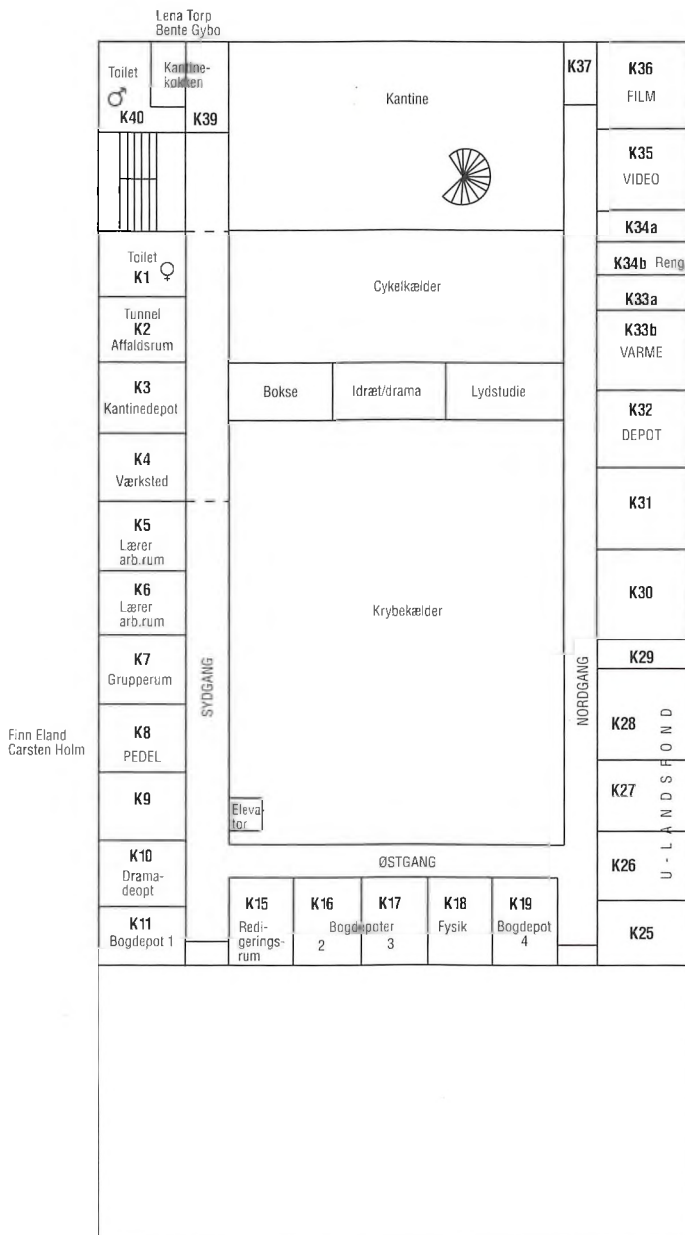 Lena Torp
Bente Gybo
Toilet
♂
K40
Kantine-
køkken
K39
Kantine
K37
K36
FILM
K35
VIDEO
K34a
K34b Reng
K33a
K33b
VARME
K32
DEPOT
K31
K30
K29
K28
K27
K26
K25
U-LANDSFOND
Toilet
K1 ♀
Tunnel
K2
Affaldsrum
K3
Kantinedepot
K4
Værksted
K5
Lærer
arb.rum
K6
Lærer
arb.rum
K7
Grupperum
K8
PEDEL
K9
K10
Drama-
deopt
K11
Bogdepot 1
Finn Eland
Carsten Holm
SYDGANG
Cykelkælder
Bokse
Idræt/drama
Lydstudie
Krybekælder
NORDGANG
Eleva-
tor
ØSTGANG
K15
Redi-
gerings-
rum
K16
K17
Bogdepoter
2
3
K18
Fysik
K19
Bogdepot
4